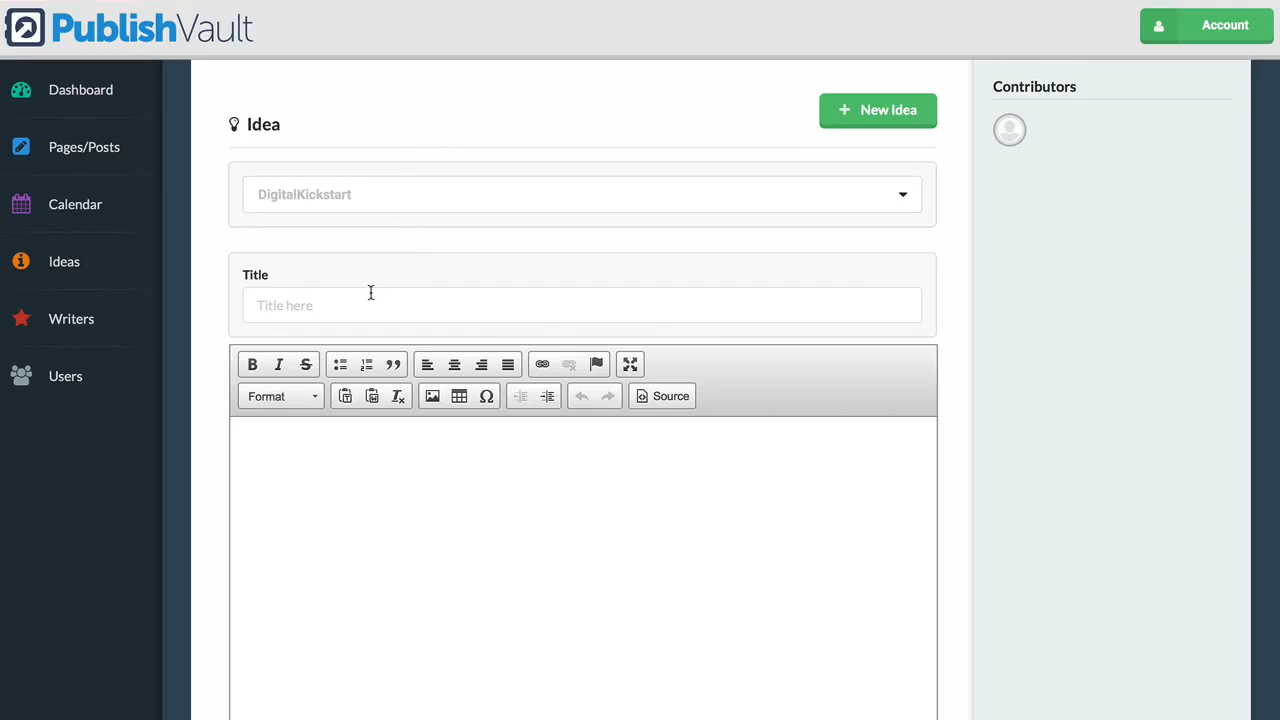 PublishVault
Account
Dashboard
Pages/Posts
Calendar
Ideas
Writers
Users
Idea
+ New Idea
DigitalKickstart
Title
Title here
B I S
Format
Source
Contributors